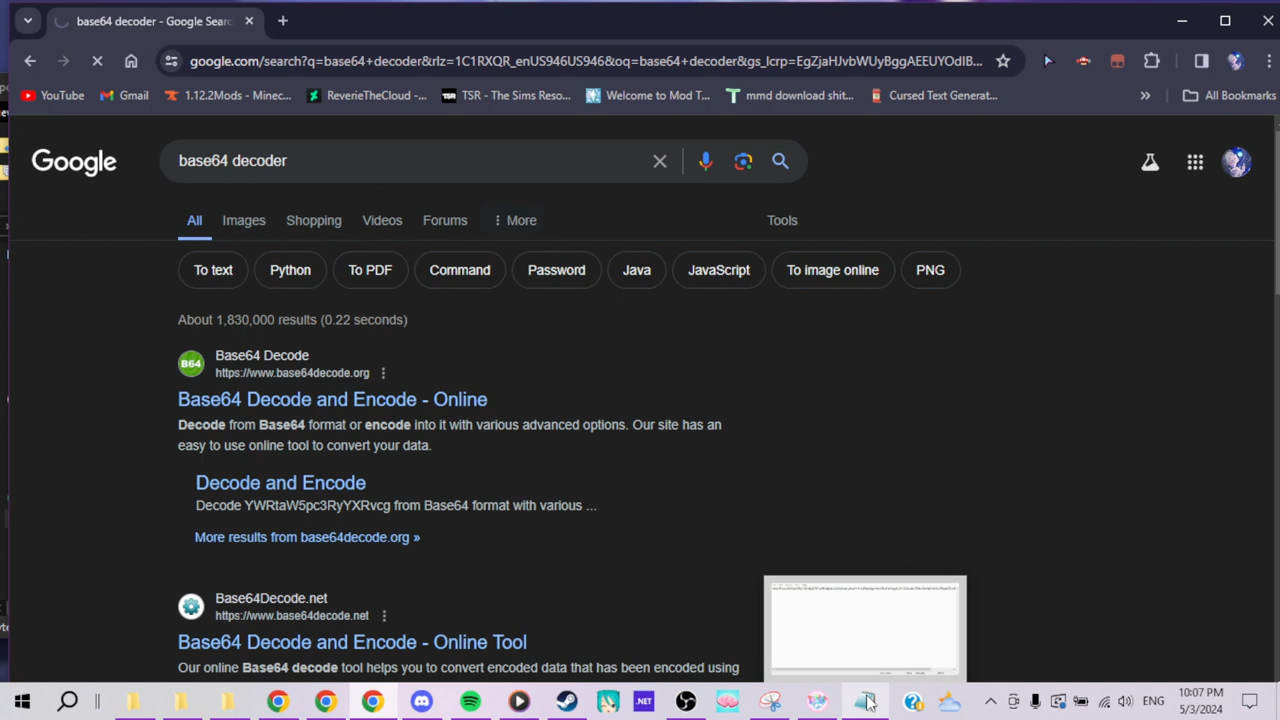 base64 decoder - Google Searc
google.com/search?q=base64+decoder&rlz=1C1RXQR_enUS946US946&oq=base64+decoder&gs_lcrp=EgZjaHJvbWUyBggAEEUYOdIB...
YouTube
Gmail
1.12.2Mods - Minec...
ReverieTheCloud -...
TSR - The Sims Reso...
Welcome to Mod T...
mmd download shit...
Cursed Text Generat...
»
All Bookmarks
Google
base64 decoder
All
Images
Shopping
Videos
Forums
More
Tools
To text
Python
To PDF
Command
Password
Java
JavaScript
To image online
PNG
About 1,830,000 results (0.22 seconds)
B64
Base64 Decode
https://www.base64decode.org
Base64 Decode and Encode - Online
Decode from Base64 format or encode into it with various advanced options. Our site has an
easy to use online tool to convert your data.
Decode and Encode
Decode YWRtaW5pc3RyYXRvcg from Base64 format with various ...
More results from base64decode.org »
Base64Decode.net
https://www.base64decode.net
Base64 Decode and Encode - Online Tool
Our online Base64 decode tool helps you to convert encoded data that has been encoded using
.NET
ENG
10:07 PM
5/3/2024